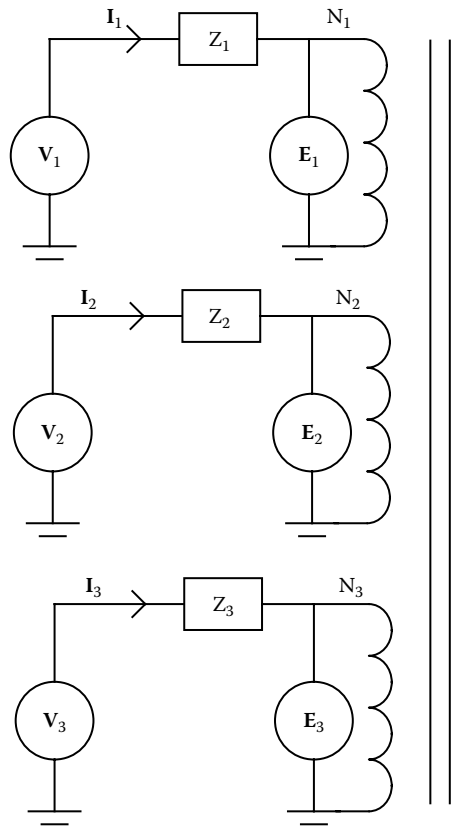 I₁ Z₁ N₁
V₁ E₁
I₂ Z₂ N₂
V₂ E₂
I₃ Z₃ N₃
V₃ E₃